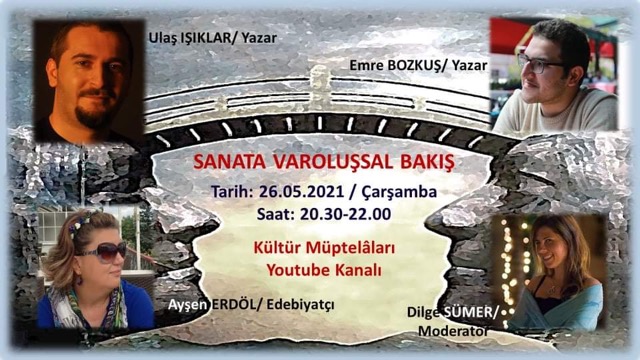 Ulaş IŞIKLAR/ Yazar
Emre BOZKUŞ/ Yazar
SANATA VAROLUŞSAL BAKIŞ
Tarih: 26.05.2021 / Çarşamba
Saat: 20.30-22.00
Kültür Müptelâları
Youtube Kanalı
Ayşen ERDÖL/ Edebiyatçı
Dilge SÜMER/
Moderatör